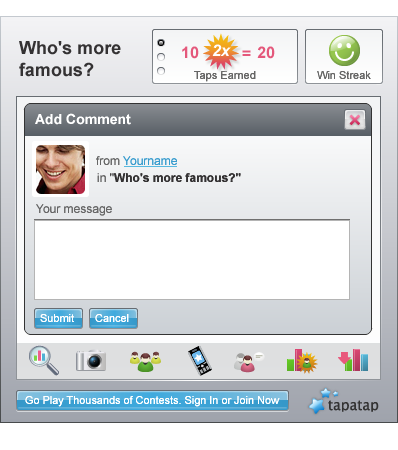 Who's more
famous?
10 2x = 20
Taps Earned
Win Streak
Add Comment
from Yourname
in "Who's more famous?"
Your message
Submit Cancel
Go Play Thousands of Contests. Sign In or Join Now
tapatap